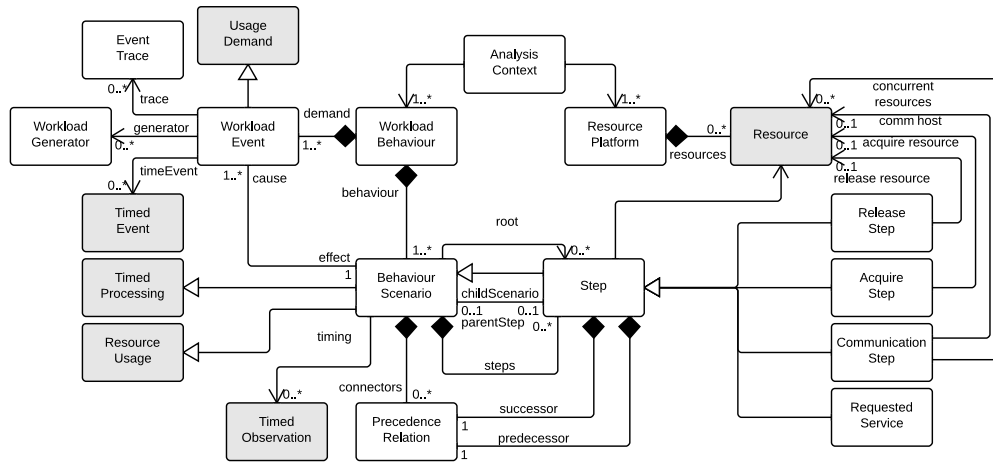 Usage
Demand
Event
Trace
Analysis
Context
0..*
trace
1..*
1..*
concurrent
resources
0..*
Workload
Generator
generator
0..*
Workload
Event
demand
1..*
Workload
Behaviour
Resource
Platform
0..*
resources
Resource
0..1
comm host
0..1
acquire resource
0..1
release resource
timeEvent
0..*
1..*
cause
behaviour
Timed
Event
root
Release
Step
effect
1
1..*
0..*
Timed
Processing
Behaviour
Scenario
childScenario
0..1
0..1
parentStep
0..*
Step
Acquire
Step
Resource
Usage
timing
steps
Communication
Step
0..*
connectors
0..*
Timed
Observation
Precedence
Relation
successor
1
predecessor
1
Requested
Service